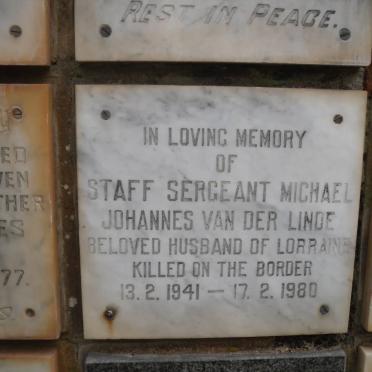 REST IN PEACE.
IN LOVING MEMORY
OF
STAFF SERGEANT MICHAEL
JOHANNES VAN DER LINDE
BELOVED HUSBAND OF LORRAINE
KILLED ON THE BORDER
13. 2. 1941 — 17. 2. 1980
77.